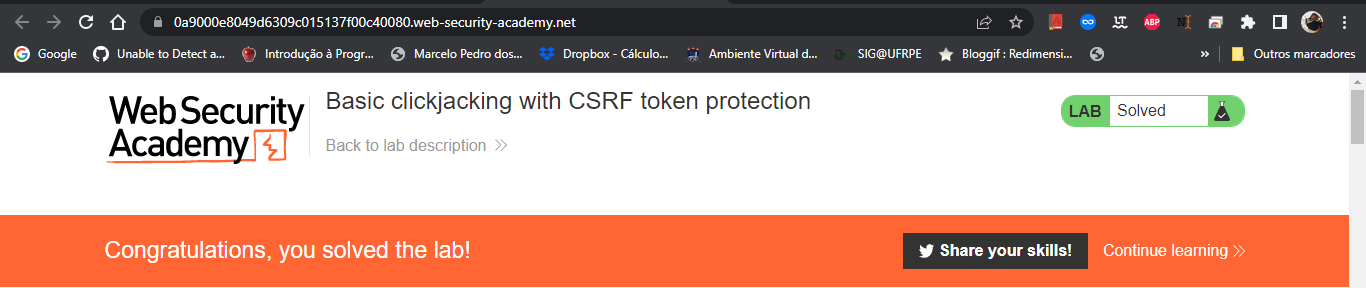 0a9000e8049d6309c015137f00c40080.web-security-academy.net
Google Unable to Detect a... Introdução à Progr... Marcelo Pedro dos... Dropbox - Cálculo... Ambiente Virtual d... SIG@UFRPE Bloggif : Redimensi... » Outros marcadores
Web Security
Academy
Basic clickjacking with CSRF token protection
Back to lab description
LAB Solved
Congratulations, you solved the lab!
Share your skills!
Continue learning